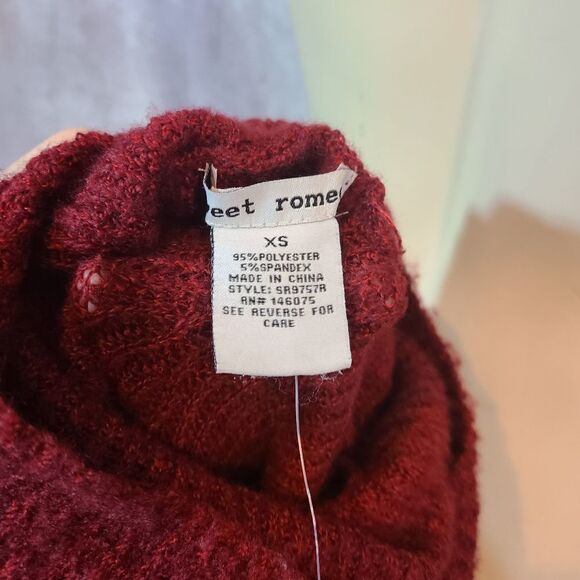 eet rome
XS
95%POLYESTER
5%SPANDEX
MADE IN CHINA
STYLE: SR9757R
RN# 146075
SEE REVERSE FOR
CARE